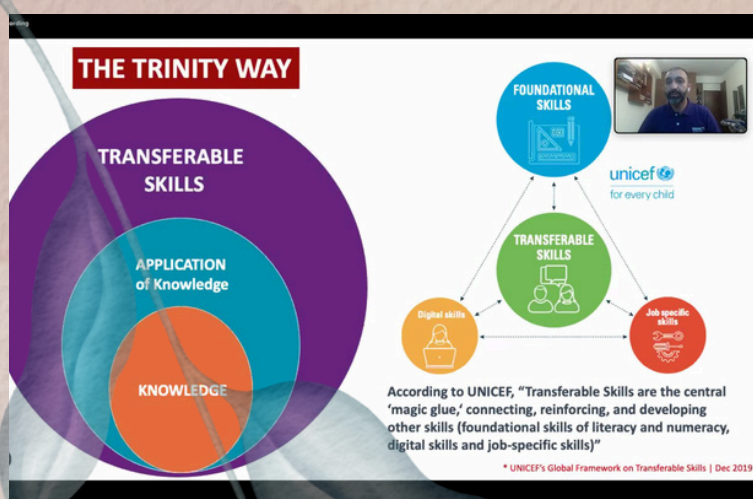 THE TRINITY WAY
TRANSFERABLE
SKILLS
APPLICATION
of Knowledge
KNOWLEDGE
FOUNDATIONAL
SKILLS
unicef
for every child
TRANSFERABLE
SKILLS
Digital skills
Job specific
skills
According to UNICEF, “Transferable Skills are the central
‘magic glue,‘ connecting, reinforcing, and developing
other skills (foundational skills of literacy and numeracy,
digital skills and job-specific skills)”
* UNICEF's Global Framework on Transferable Skills | Dec 2019